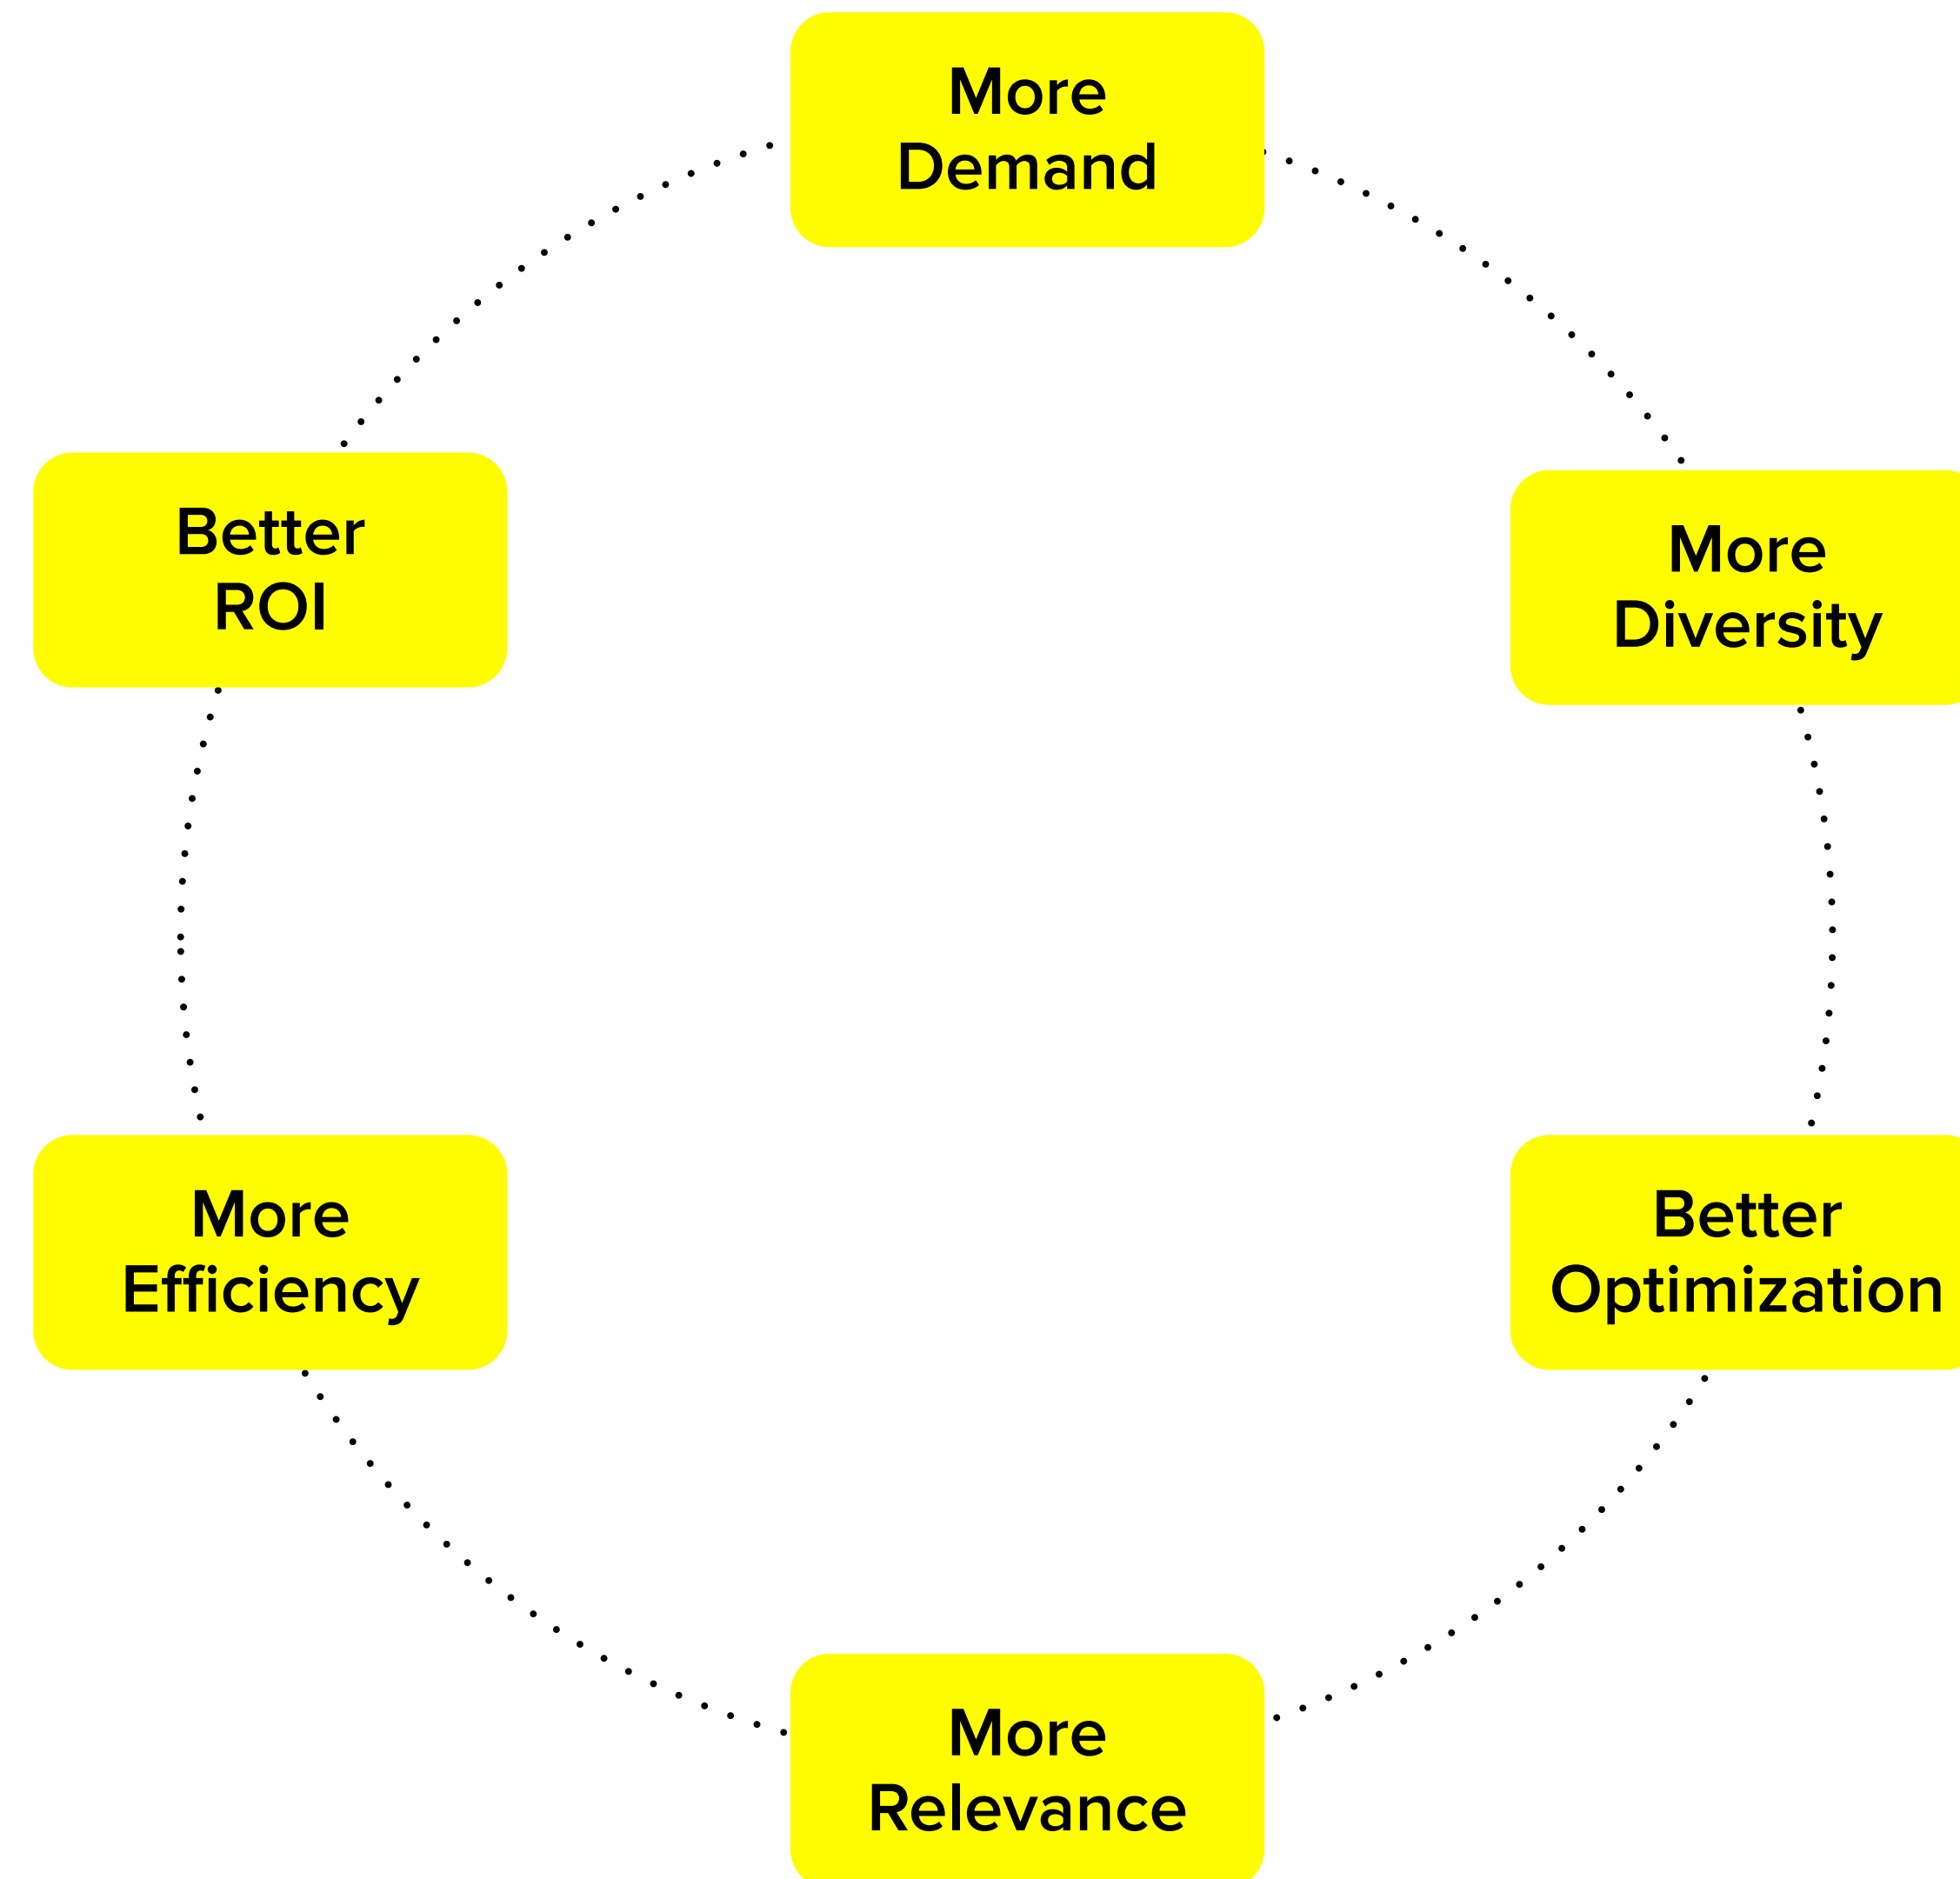 More
Demand
Better
ROI
More
Diversity
More
Efficiency
Better
Optimization
More
Relevance